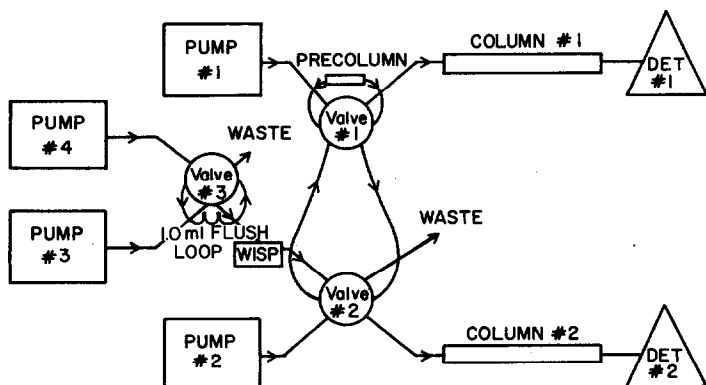 PUMP
#1
PRECOLUMN
COLUMN #1
DET
#1
Valve
#1
PUMP
#4
WASTE
Valve
#3
PUMP
#3
1.0 ml FLUSH
LOOP
WISP
WASTE
Valve
#2
PUMP
#2
COLUMN #2
DET
#2